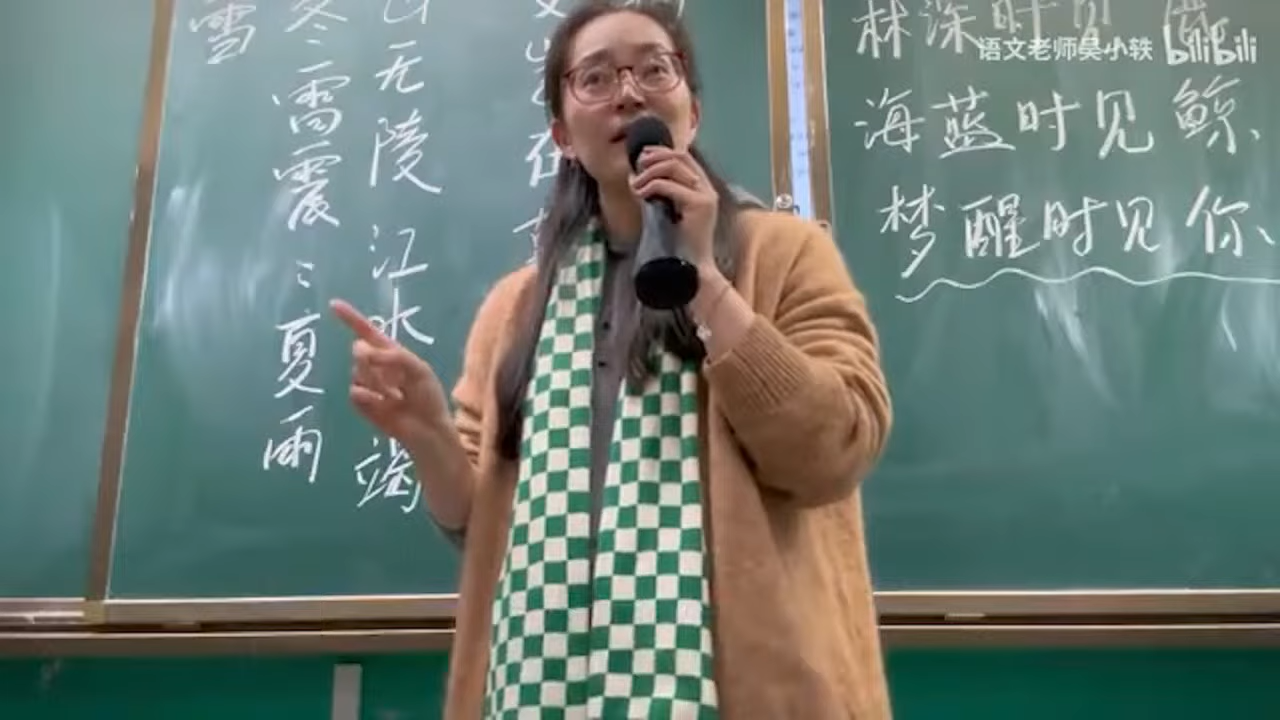 山无陵江水
竭
冬雷震
夏雨
雪
林深时见鹿
海蓝时见鲸
梦醒时见你
语文老师吴小轶
bilibili